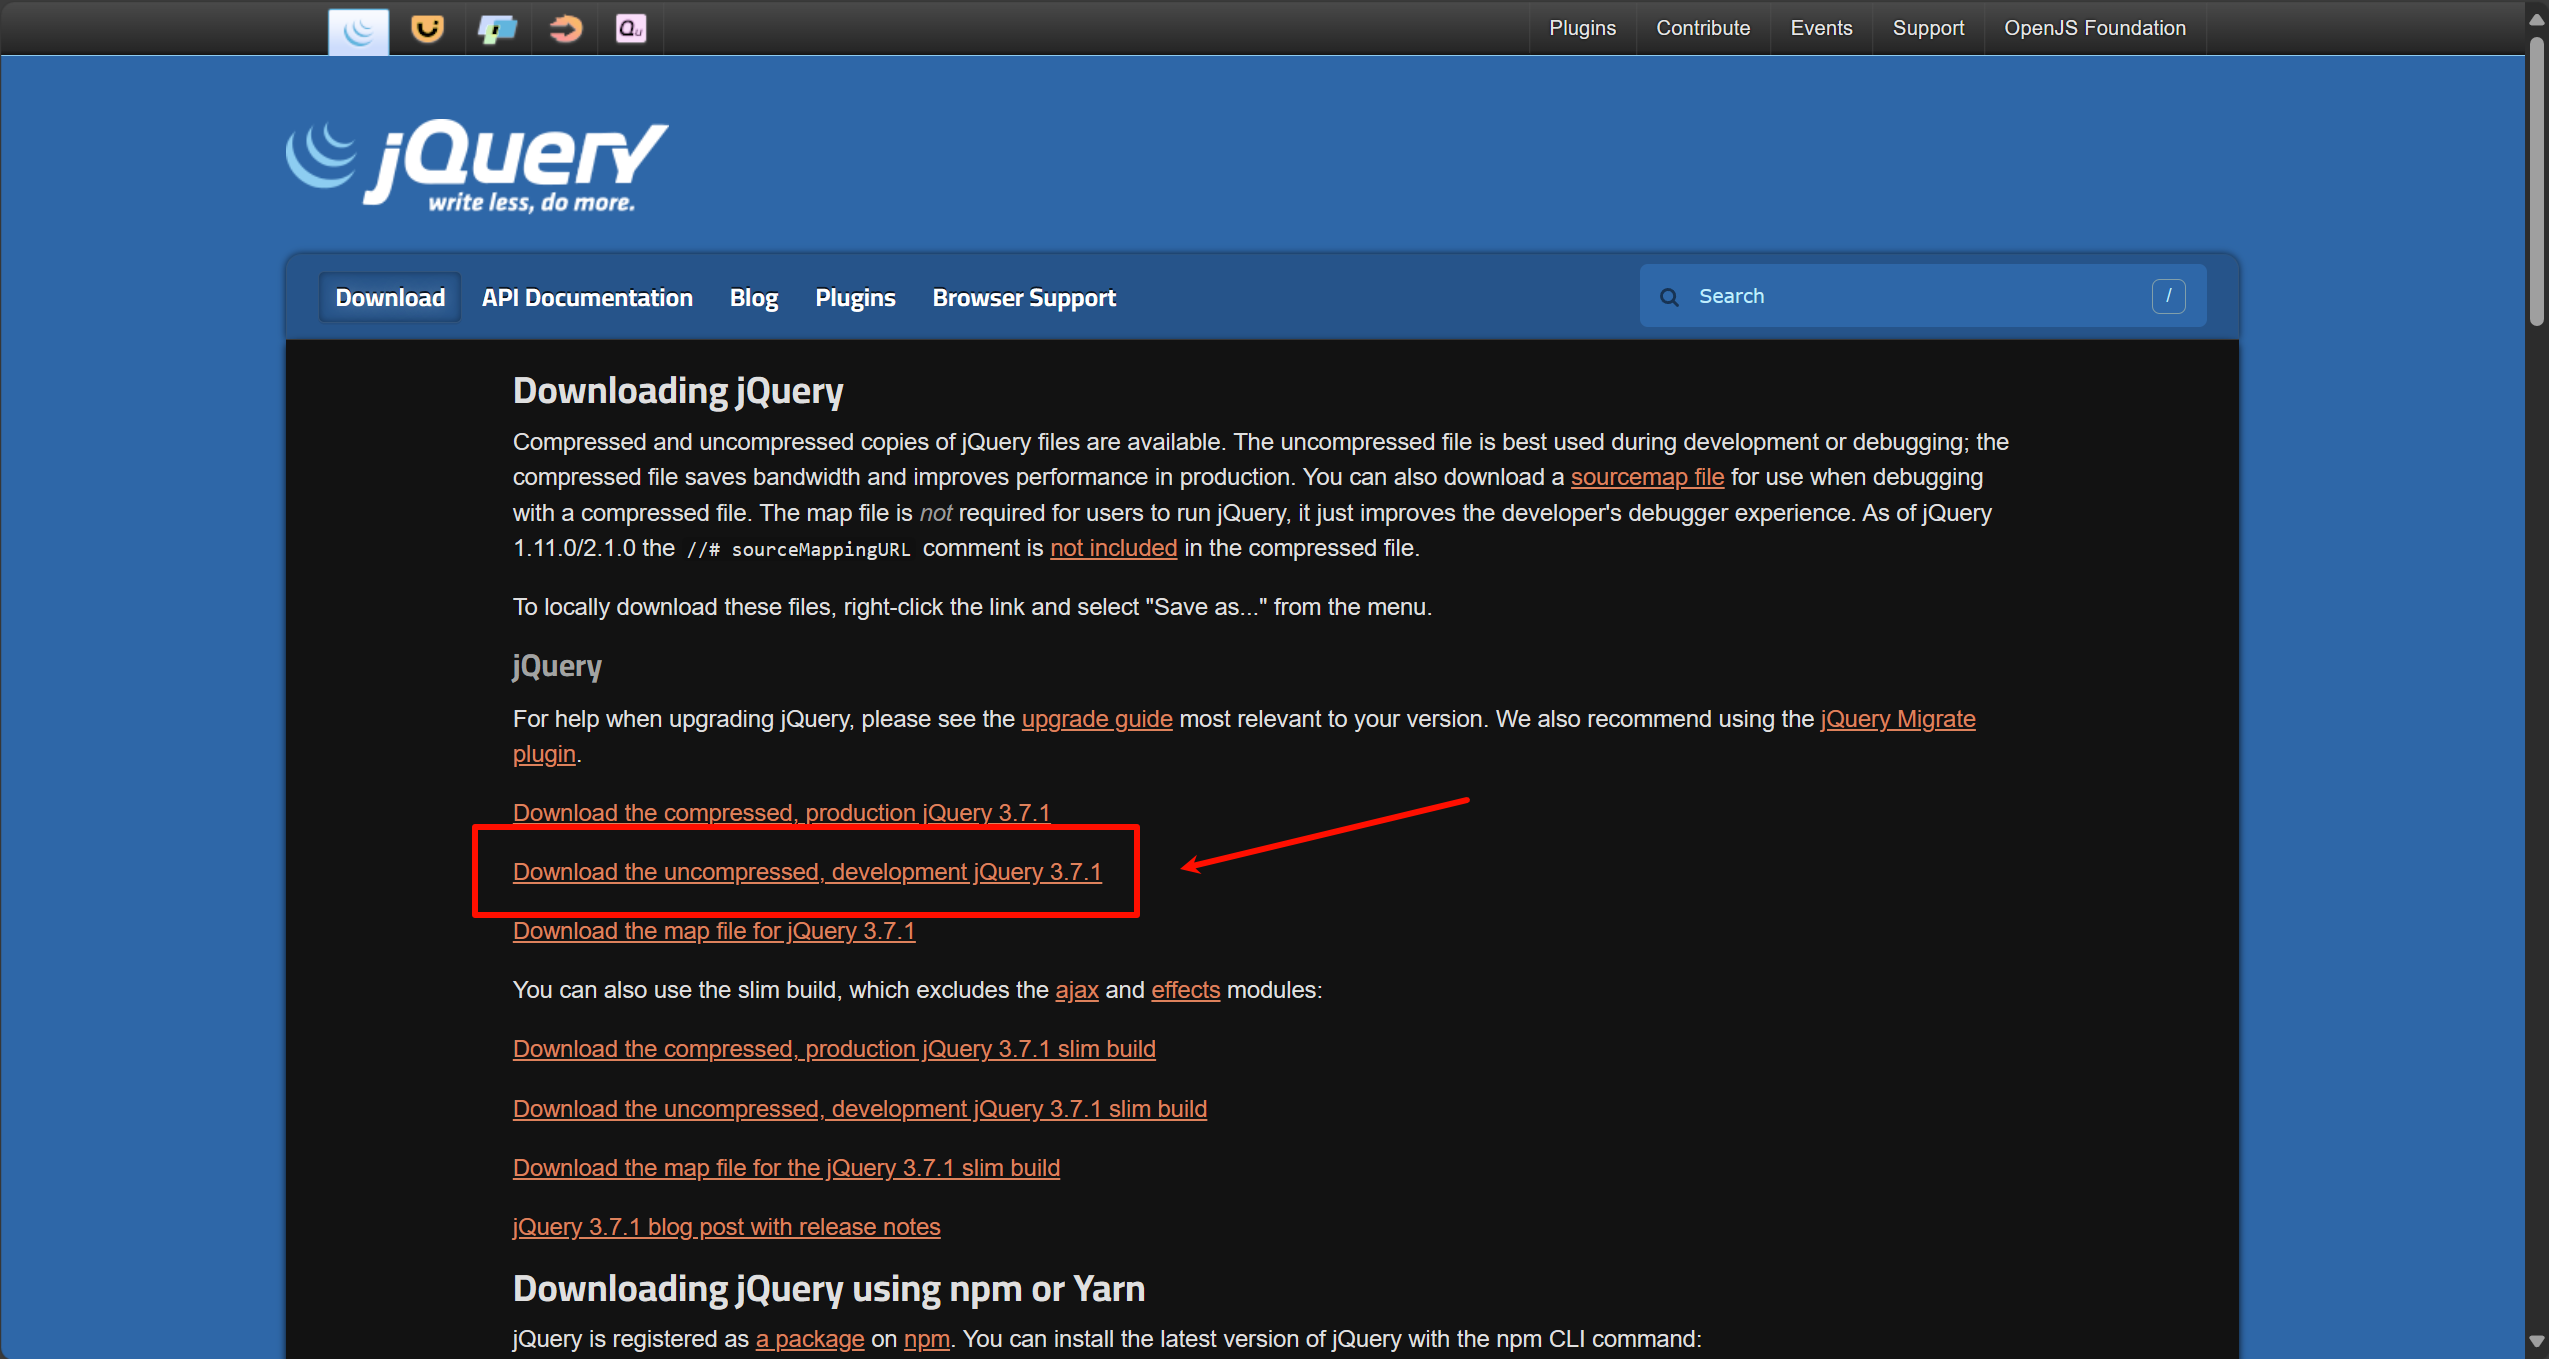 Qu
Plugins
Contribute
Events
Support
OpenJS Foundation
jQuery
write less, do more.
Download
API Documentation
Blog
Plugins
Browser Support
Search
/
Downloading jQuery
Compressed and uncompressed copies of jQuery files are available. The uncompressed file is best used during development or debugging; the
compressed file saves bandwidth and improves performance in production. You can also download a sourcemap file for use when debugging
with a compressed file. The map file is not required for users to run jQuery, it just improves the developer's debugger experience. As of jQuery
1.11.0/2.1.0 the //# sourceMappingURL comment is not included in the compressed file.
To locally download these files, right-click the link and select "Save as..." from the menu.
jQuery
For help when upgrading jQuery, please see the upgrade guide most relevant to your version. We also recommend using the jQuery Migrate
plugin.
Download the compressed, production jQuery 3.7.1
Download the uncompressed, development jQuery 3.7.1
Download the map file for jQuery 3.7.1
You can also use the slim build, which excludes the ajax and effects modules:
Download the compressed, production jQuery 3.7.1 slim build
Download the uncompressed, development jQuery 3.7.1 slim build
Download the map file for the jQuery 3.7.1 slim build
jQuery 3.7.1 blog post with release notes
Downloading jQuery using npm or Yarn
jQuery is registered as a package on npm. You can install the latest version of jQuery with the npm CLI command: